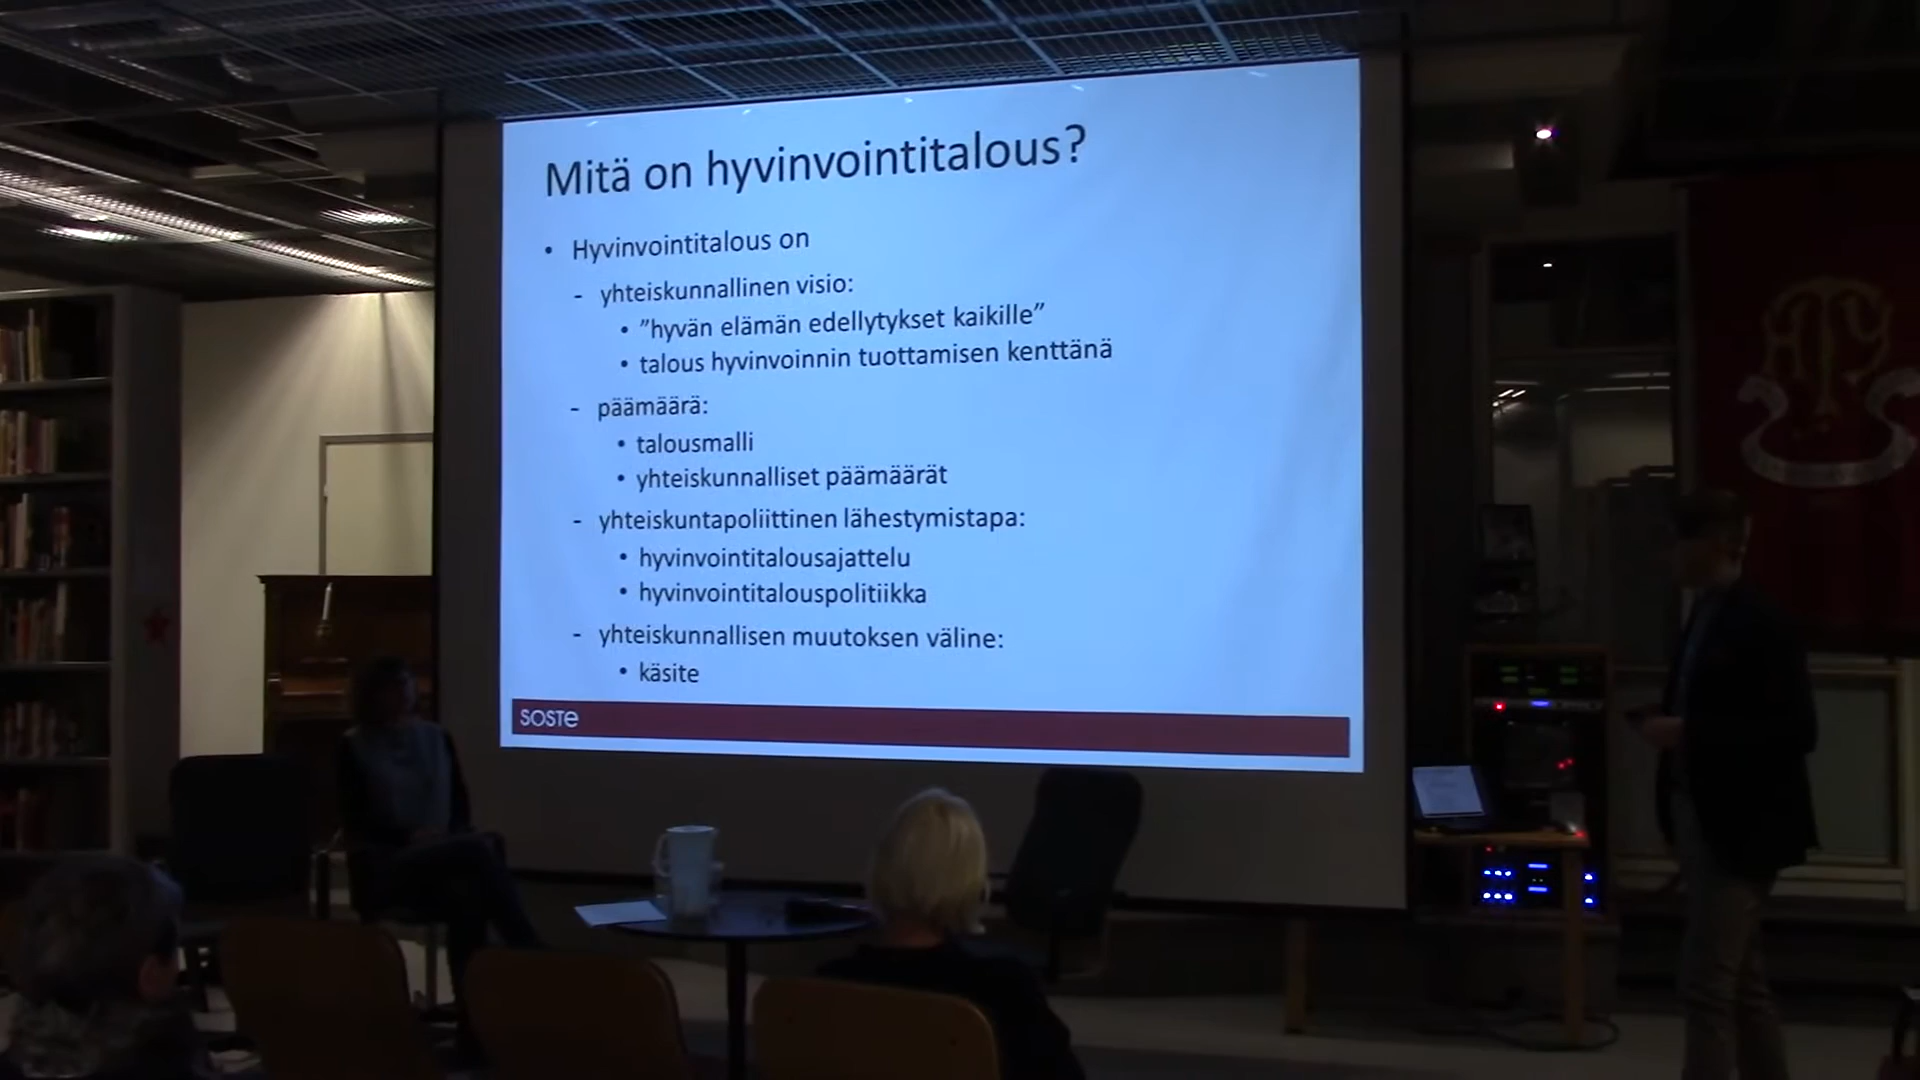 Mitä on hyvinvointitalous?
• Hyvinvointitalous on
- yhteiskunnallinen visio:
• ”hyvän elämän edellytykset kaikille”
• talous hyvinvoinnin tuottamisen kenttänä
- päämäärä:
• talousmalli
• yhteiskunnalliset päämäärät
- yhteiskuntapoliittinen lähestymistapa:
• hyvinvointitalousajattelu
• hyvinvointitalouspolitiikka
- yhteiskunnallisen muutoksen väline:
• käsite
SOSTe